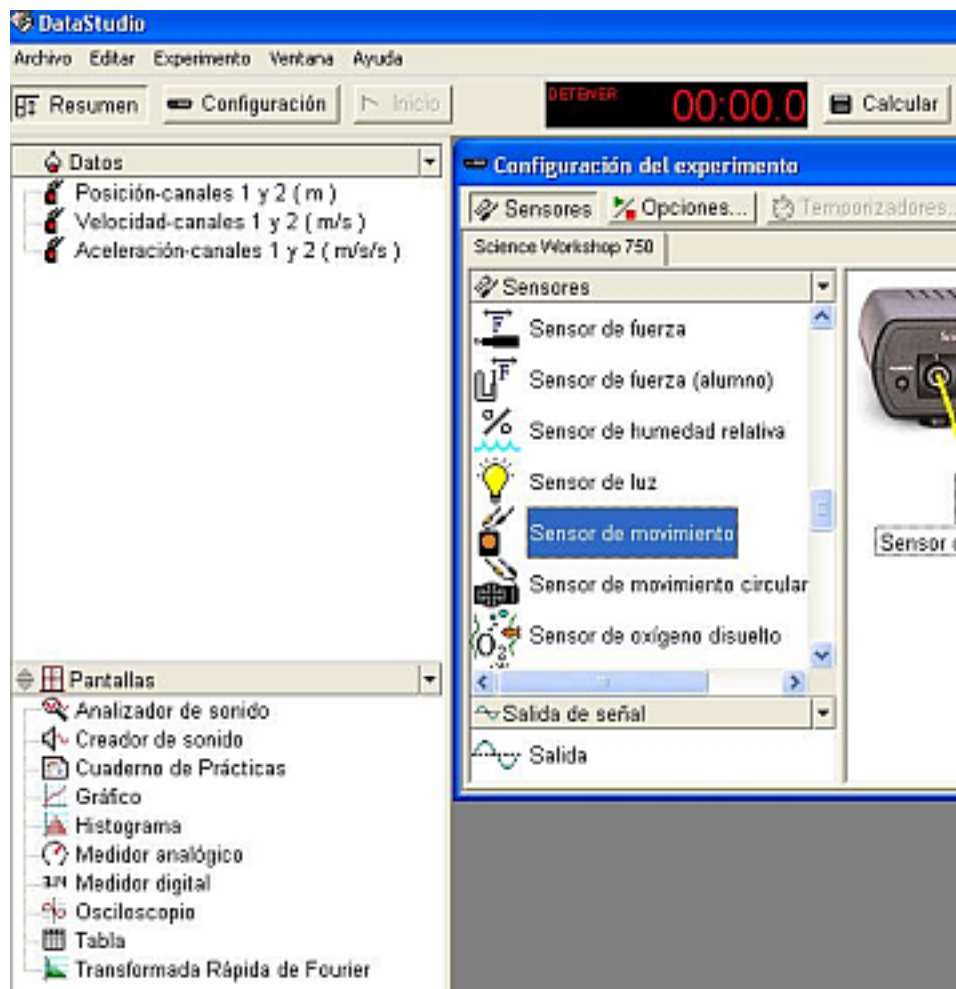 DataStudio
Archivo Editar Experimento Ventana Ayuda
Resumen Configuración Inicio DETENER 00:00.0 Calcular
Datos
Posición-canales 1 y 2 ( m )
Velocidad-canales 1 y 2 ( m/s )
Aceleración-canales 1 y 2 ( m/s/s )
Pantallas
Analizador de sonido
Creador de sonido
Cuaderno de Prácticas
Gráfico
Histograma
Medidor analógico
3.14 Medidor digital
Osciloscopio
Tabla
Transformada Rápida de Fourier
Configuración del experimento
Sensores Opciones... Temporizadores..
Science Workshop 750
Sensores
Sensor de fuerza
Sensor de fuerza (alumno)
Sensor de humedad relativa
Sensor de luz
Sensor de movimiento
Sensor de movimiento circular
Sensor de oxígeno disuelto
Salida de señal
Salida
Sensor